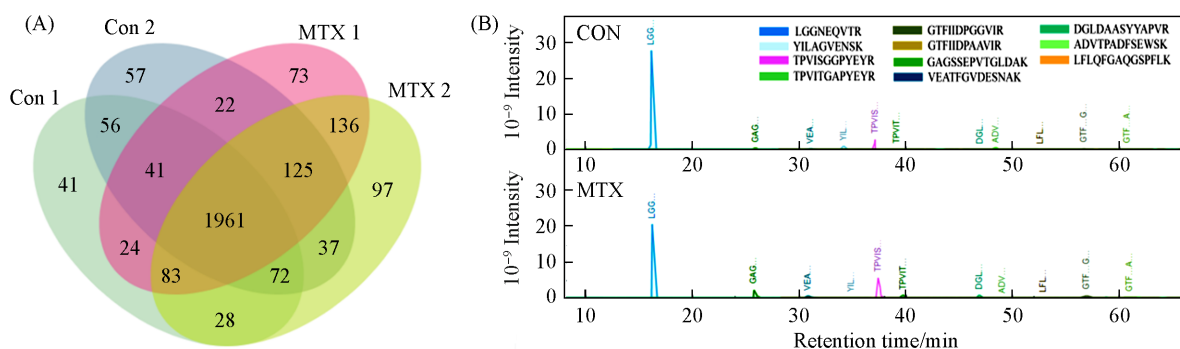 (A)
Con 2
MTX 1
57
73
MTX 2
Con 1
22
56
136
41
41
125
97
1961
24
37
83
72
28
(B)
CON
LGGNEQVTR
YILAGVENSK
TPVISGGPYEYR
TPVITGAPYEYR
GTFIIDPGGVIR
GTFIIDPAAVIR
GAGSSEPVTGLDAK
VEATFGVDESNAK
DGLDAASYYAPVR
ADVTPADFSEWSK
LFLQFGAQGSPFLK
10⁻⁹ Intensity
30
20
10
0
LGG...
GAG...
VEA...
YIL...
TPVIS...
TPVIT...
DGL...
ADV...
LFL...
GTF...G...
GTF...A...
10 20 30 40 50 60
MTX
10⁻⁹ Intensity
30
20
10
0
LGG...
GAG...
VEA...
YIL...
TPVIS...
TPVIT...
DGL...
ADV...
LFL...
GTF...G...
GTF...A...
10 20 30 40 50 60
Retention time/min